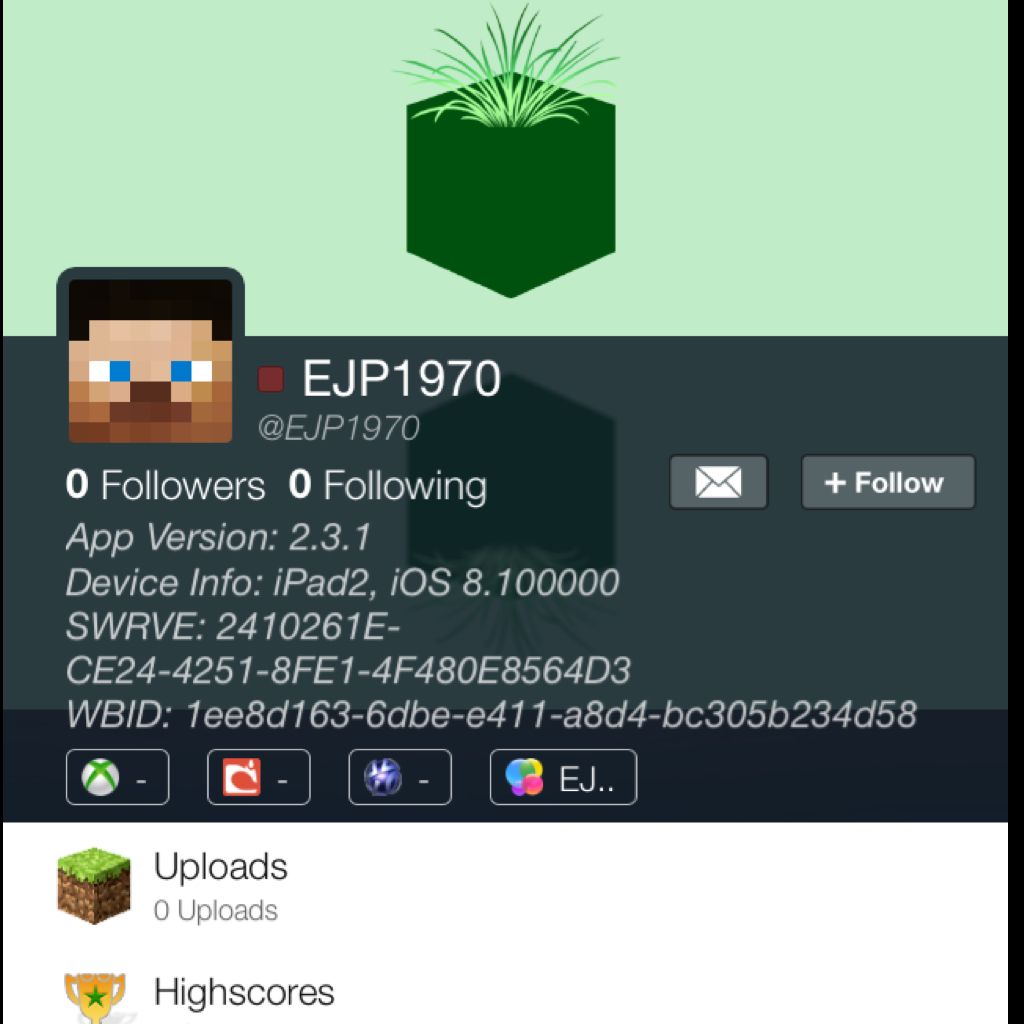 EJP1970
@EJP1970
0 Followers 0 Following
+ Follow
App Version: 2.3.1
Device Info: iPad2, iOS 8.100000
SWRVE: 2410261E-
CE24-4251-8FE1-4F480E8564D3
WBID: 1ee8d163-6dbe-e411-a8d4-bc305b234d58
- - - EJ..
Uploads
0 Uploads
Highscores